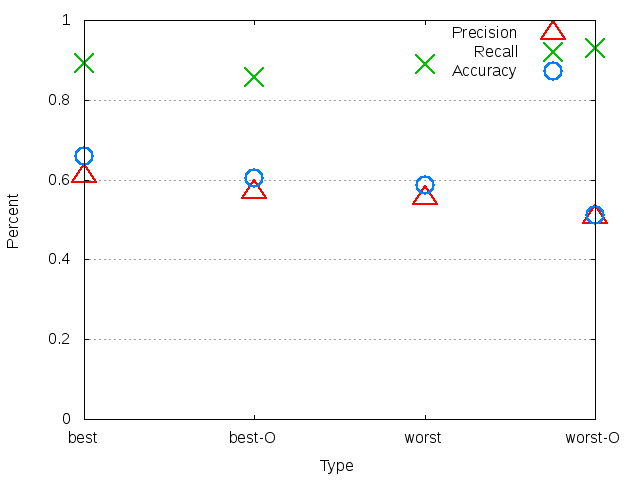 1
0.8
0.6
0.4
0.2
0
Percent
Precision
Recall
Accuracy
best
best-O
worst
worst-O
Type